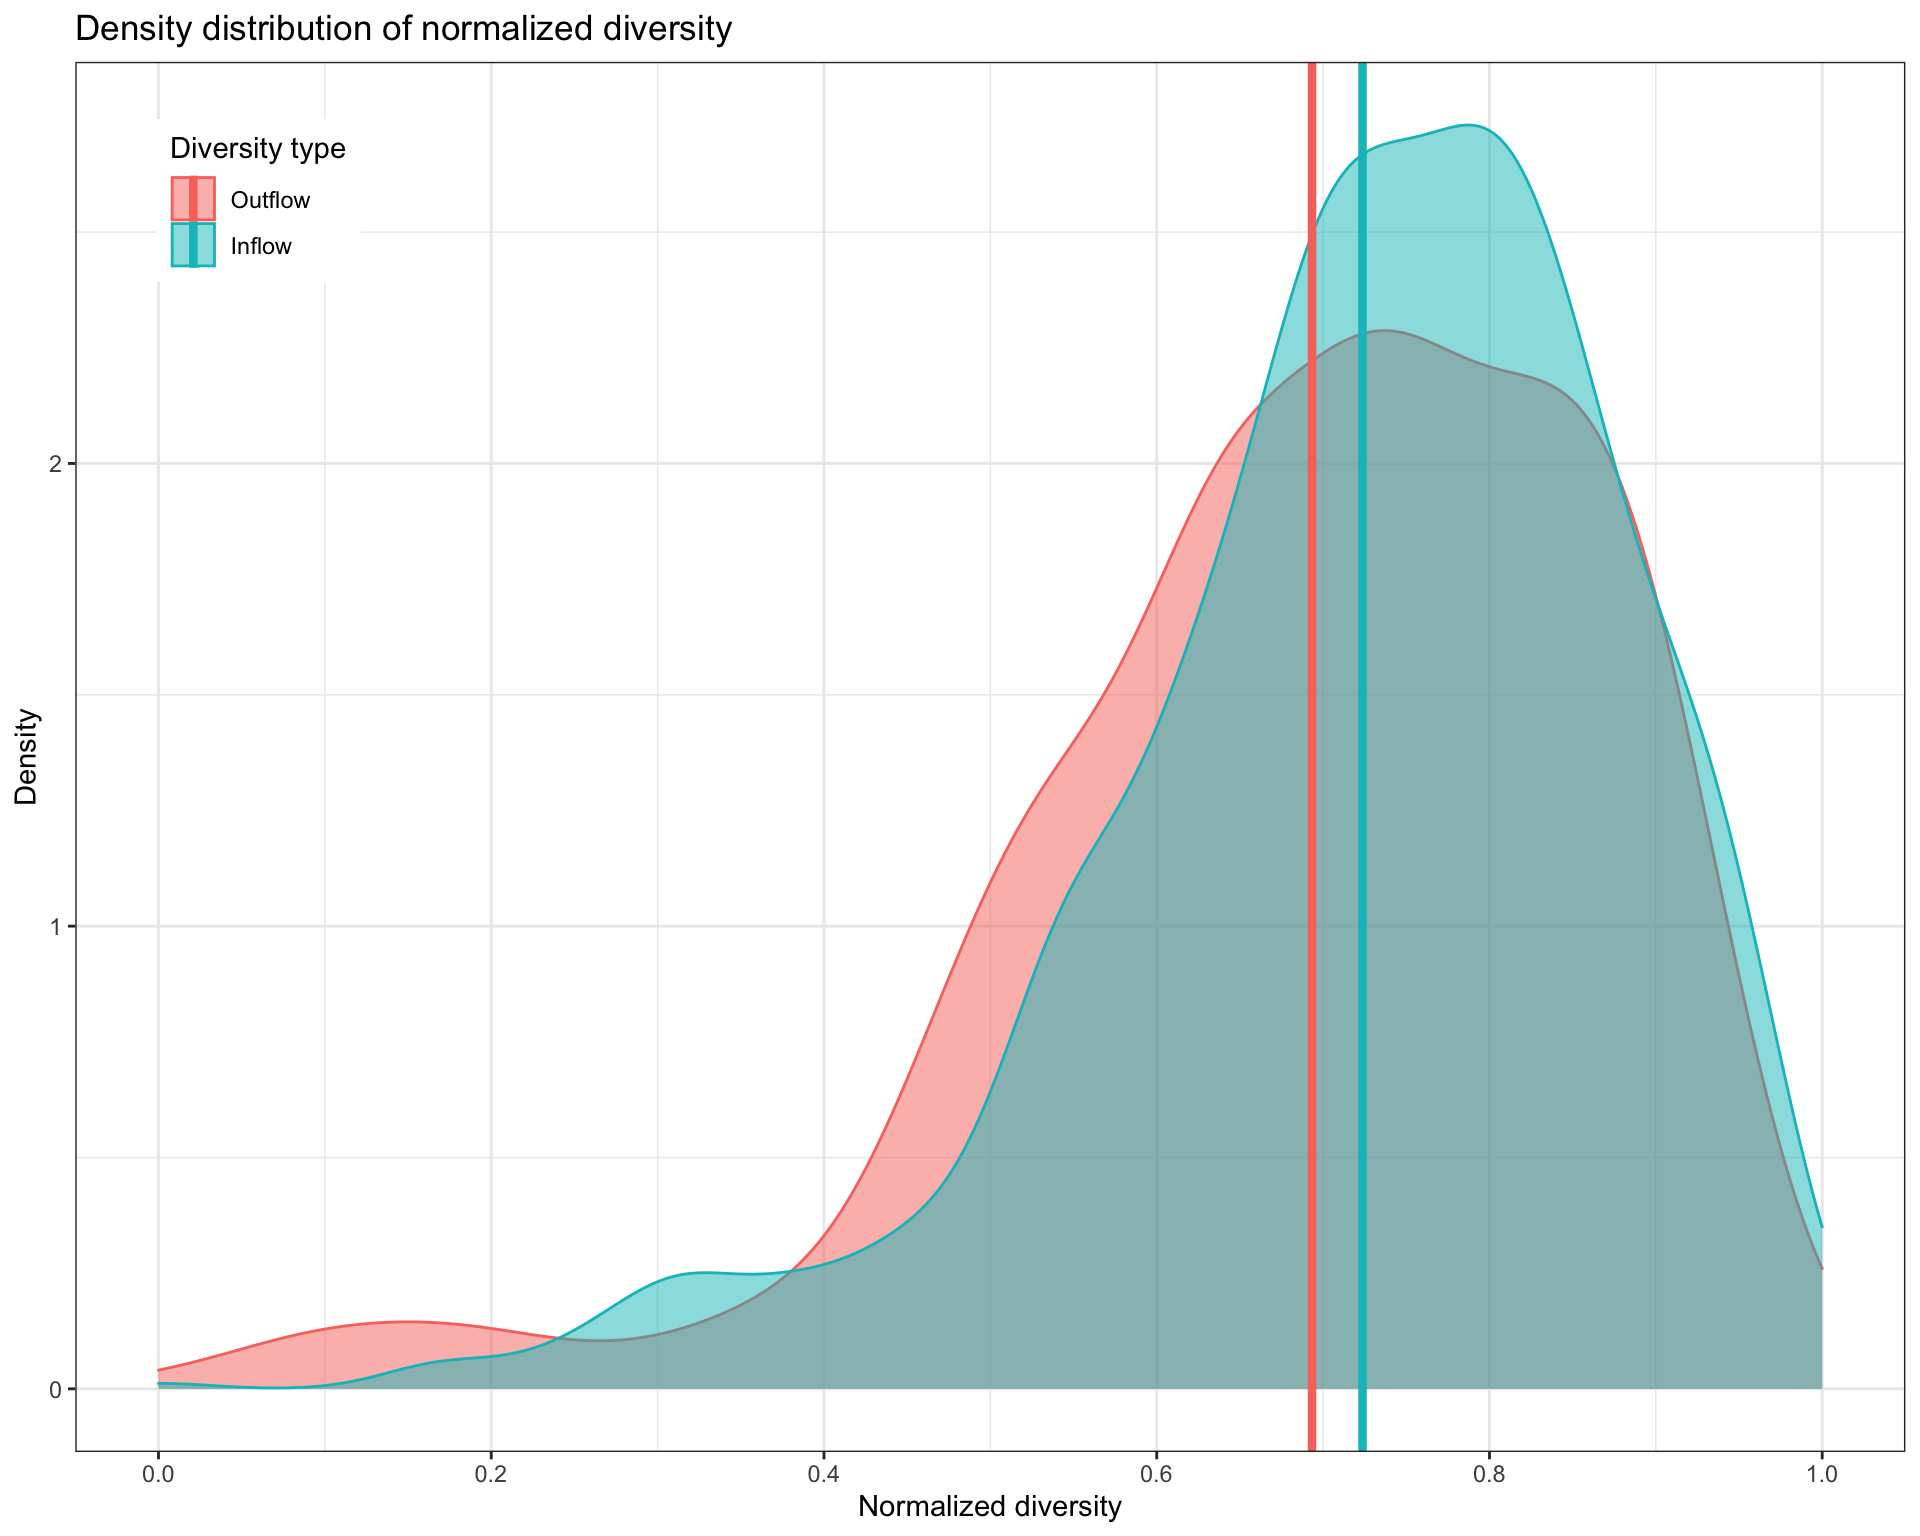 Density distribution of normalized diversity
Diversity type
Outflow
Inflow
Density
2
1
0
0.0 0.2 0.4 0.6 0.8 1.0
Normalized diversity